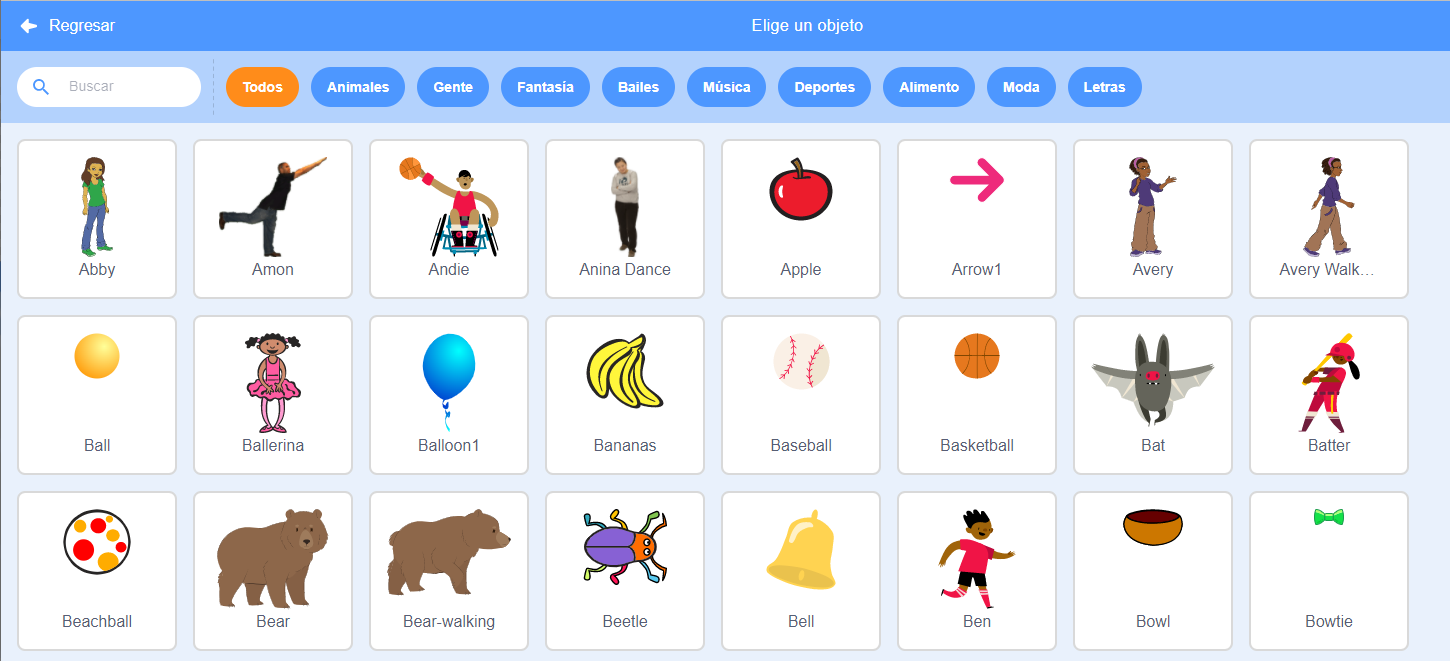 Regresar
Elige un objeto
Buscar
Todos
Animales
Gente
Fantasía
Bailes
Música
Deportes
Alimento
Moda
Letras
Abby
Amon
Andie
Anina Dance
Apple
Arrow1
Avery
Avery Walk…
Ball
Ballerina
Balloon1
Bananas
Baseball
Basketball
Bat
Batter
Beachball
Bear
Bear-walking
Beetle
Bell
Ben
Bowl
Bowtie